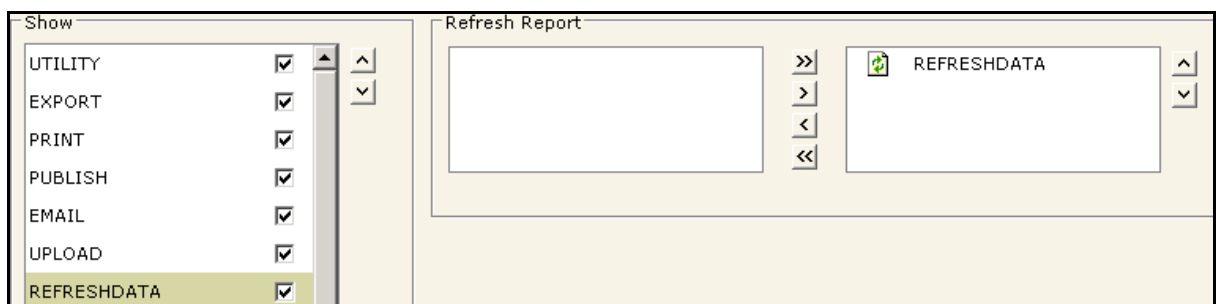 Show
UTILITY
EXPORT
PRINT
PUBLISH
EMAIL
UPLOAD
REFRESHDATA
Refresh Report
>>
>
<
<<
REFRESHDATA